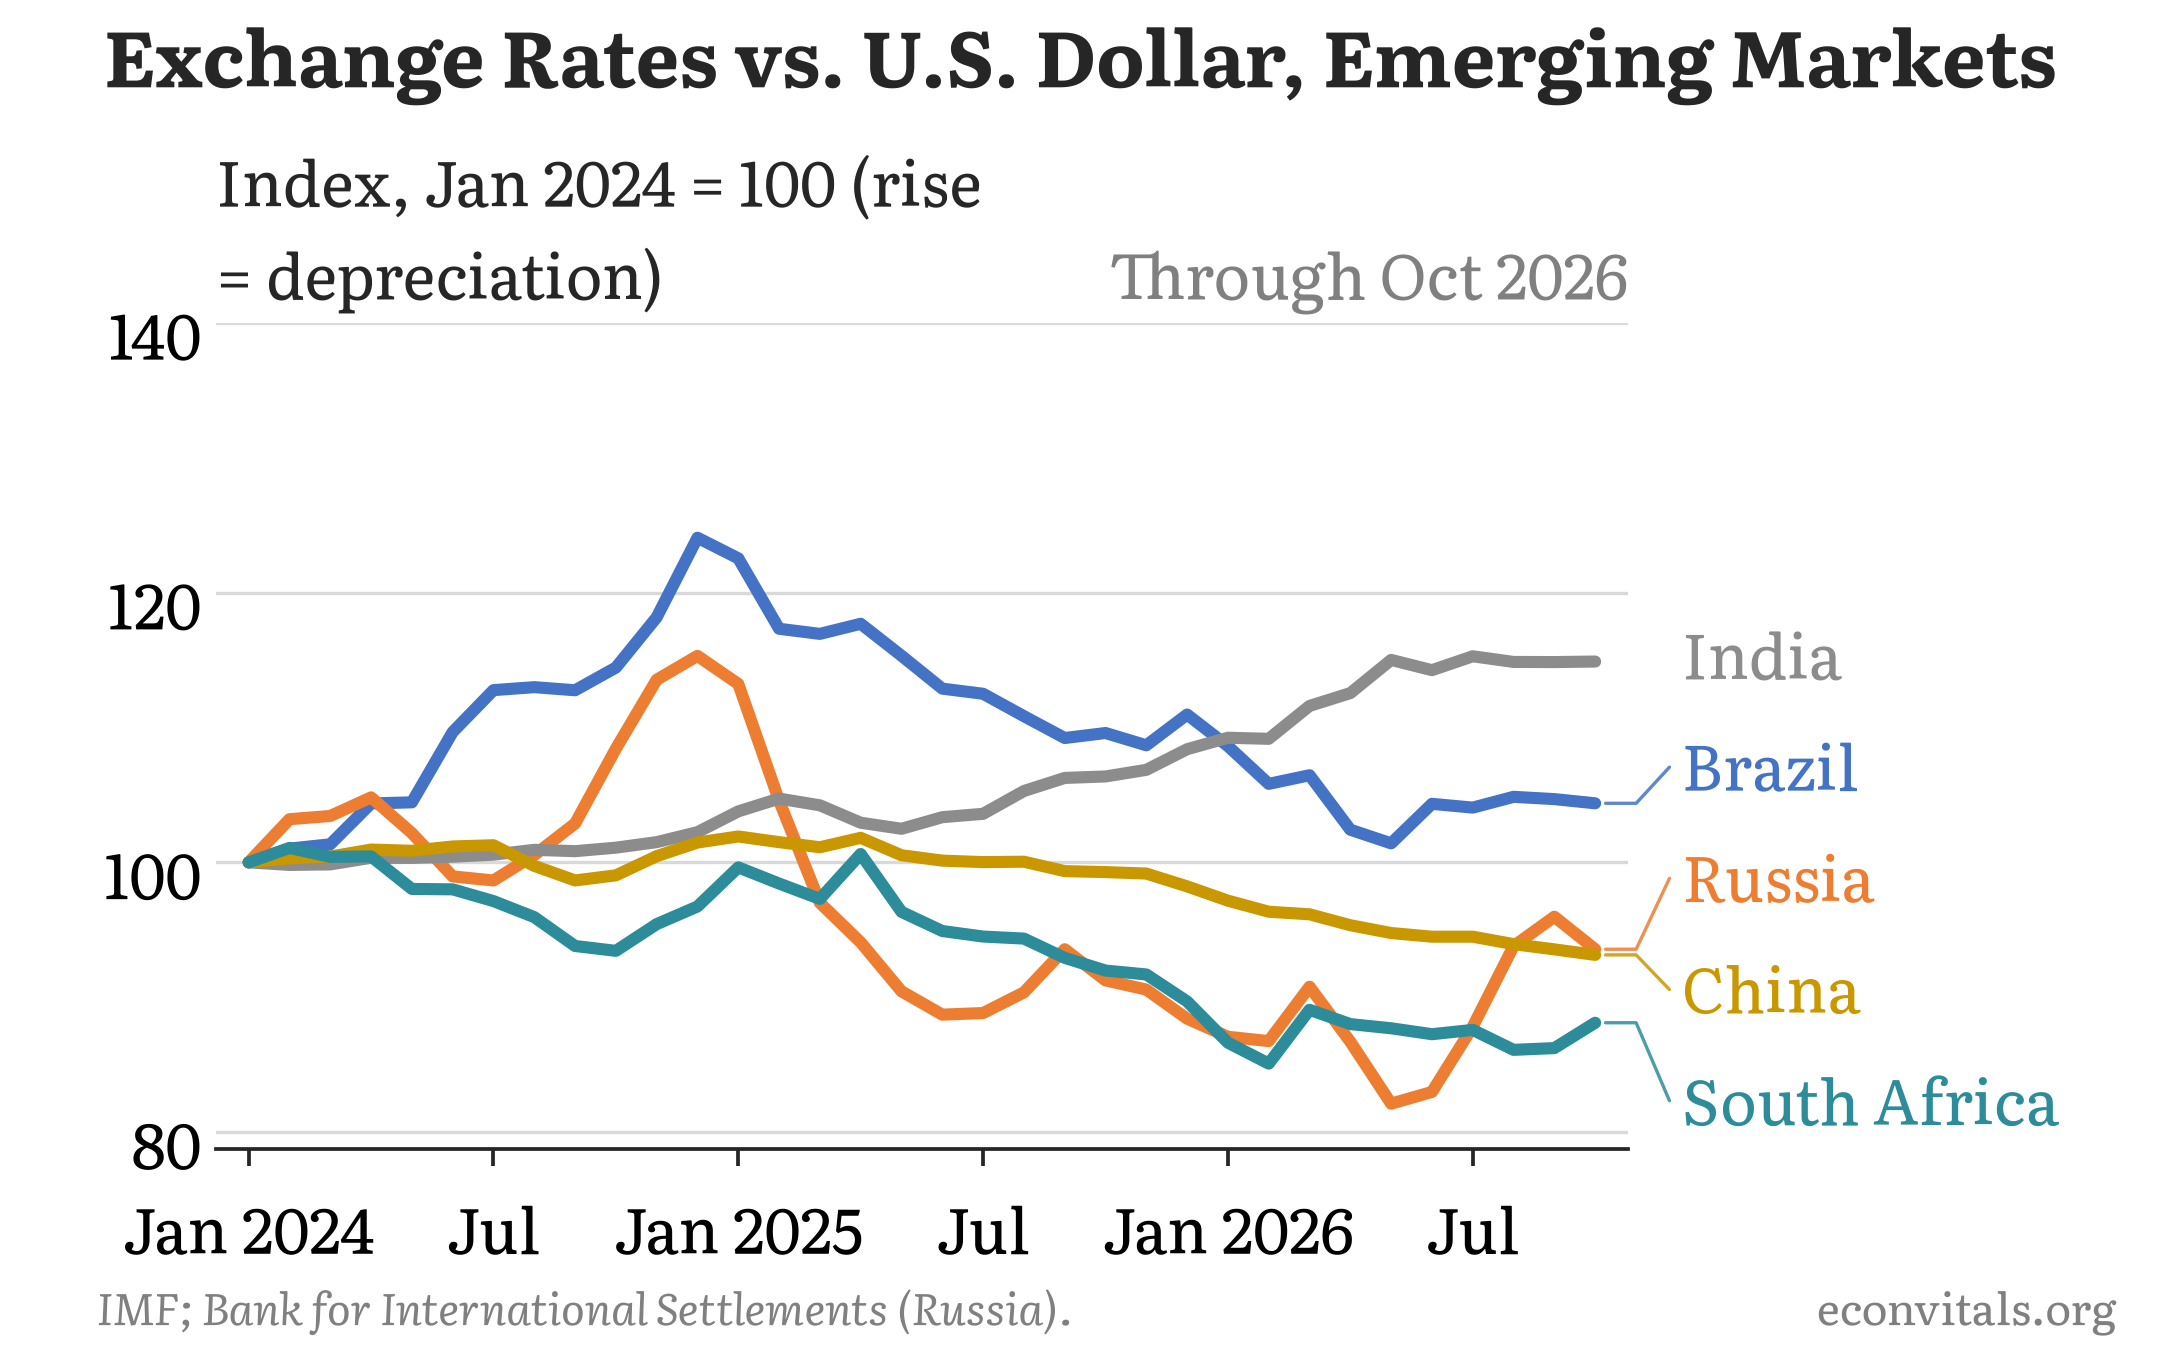 Exchange Rates vs. U.S. Dollar, Emerging Markets
Index, Jan 2024 = 100 (rise
= depreciation)
Through Oct 2026
140
120
100
80
India
Brazil
Russia
China
South Africa
Jan 2024
Jul
Jan 2025
Jul
Jan 2026
Jul
IMF; Bank for International Settlements (Russia).
econvitals.org